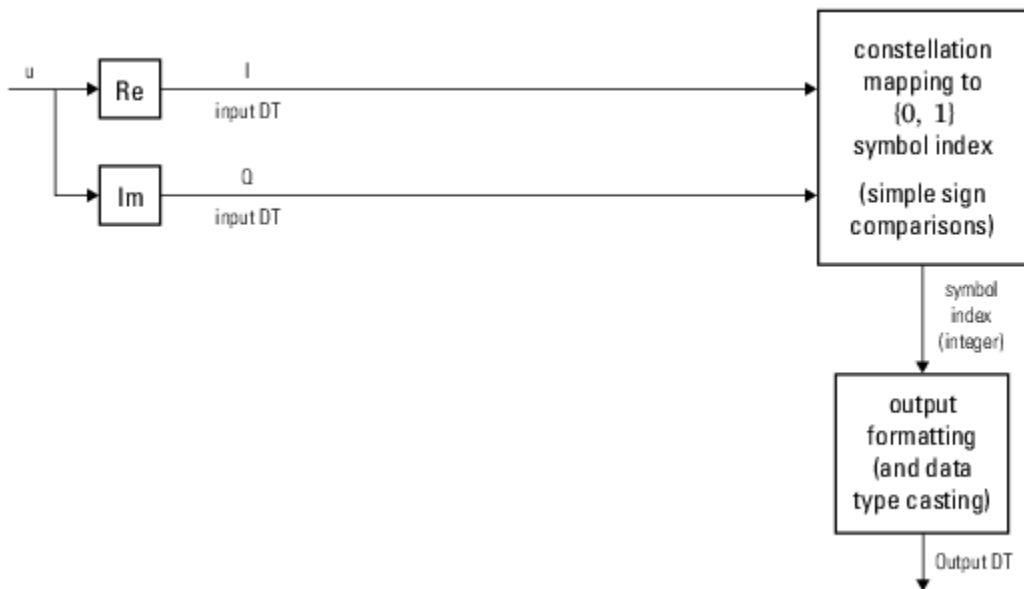 u
Re
I
input DT
Im
Q
input DT
constellation
mapping to
{0, 1}
symbol index
(simple sign
comparisons)
symbol
index
(integer)
output
formatting
(and data
type casting)
Output DT